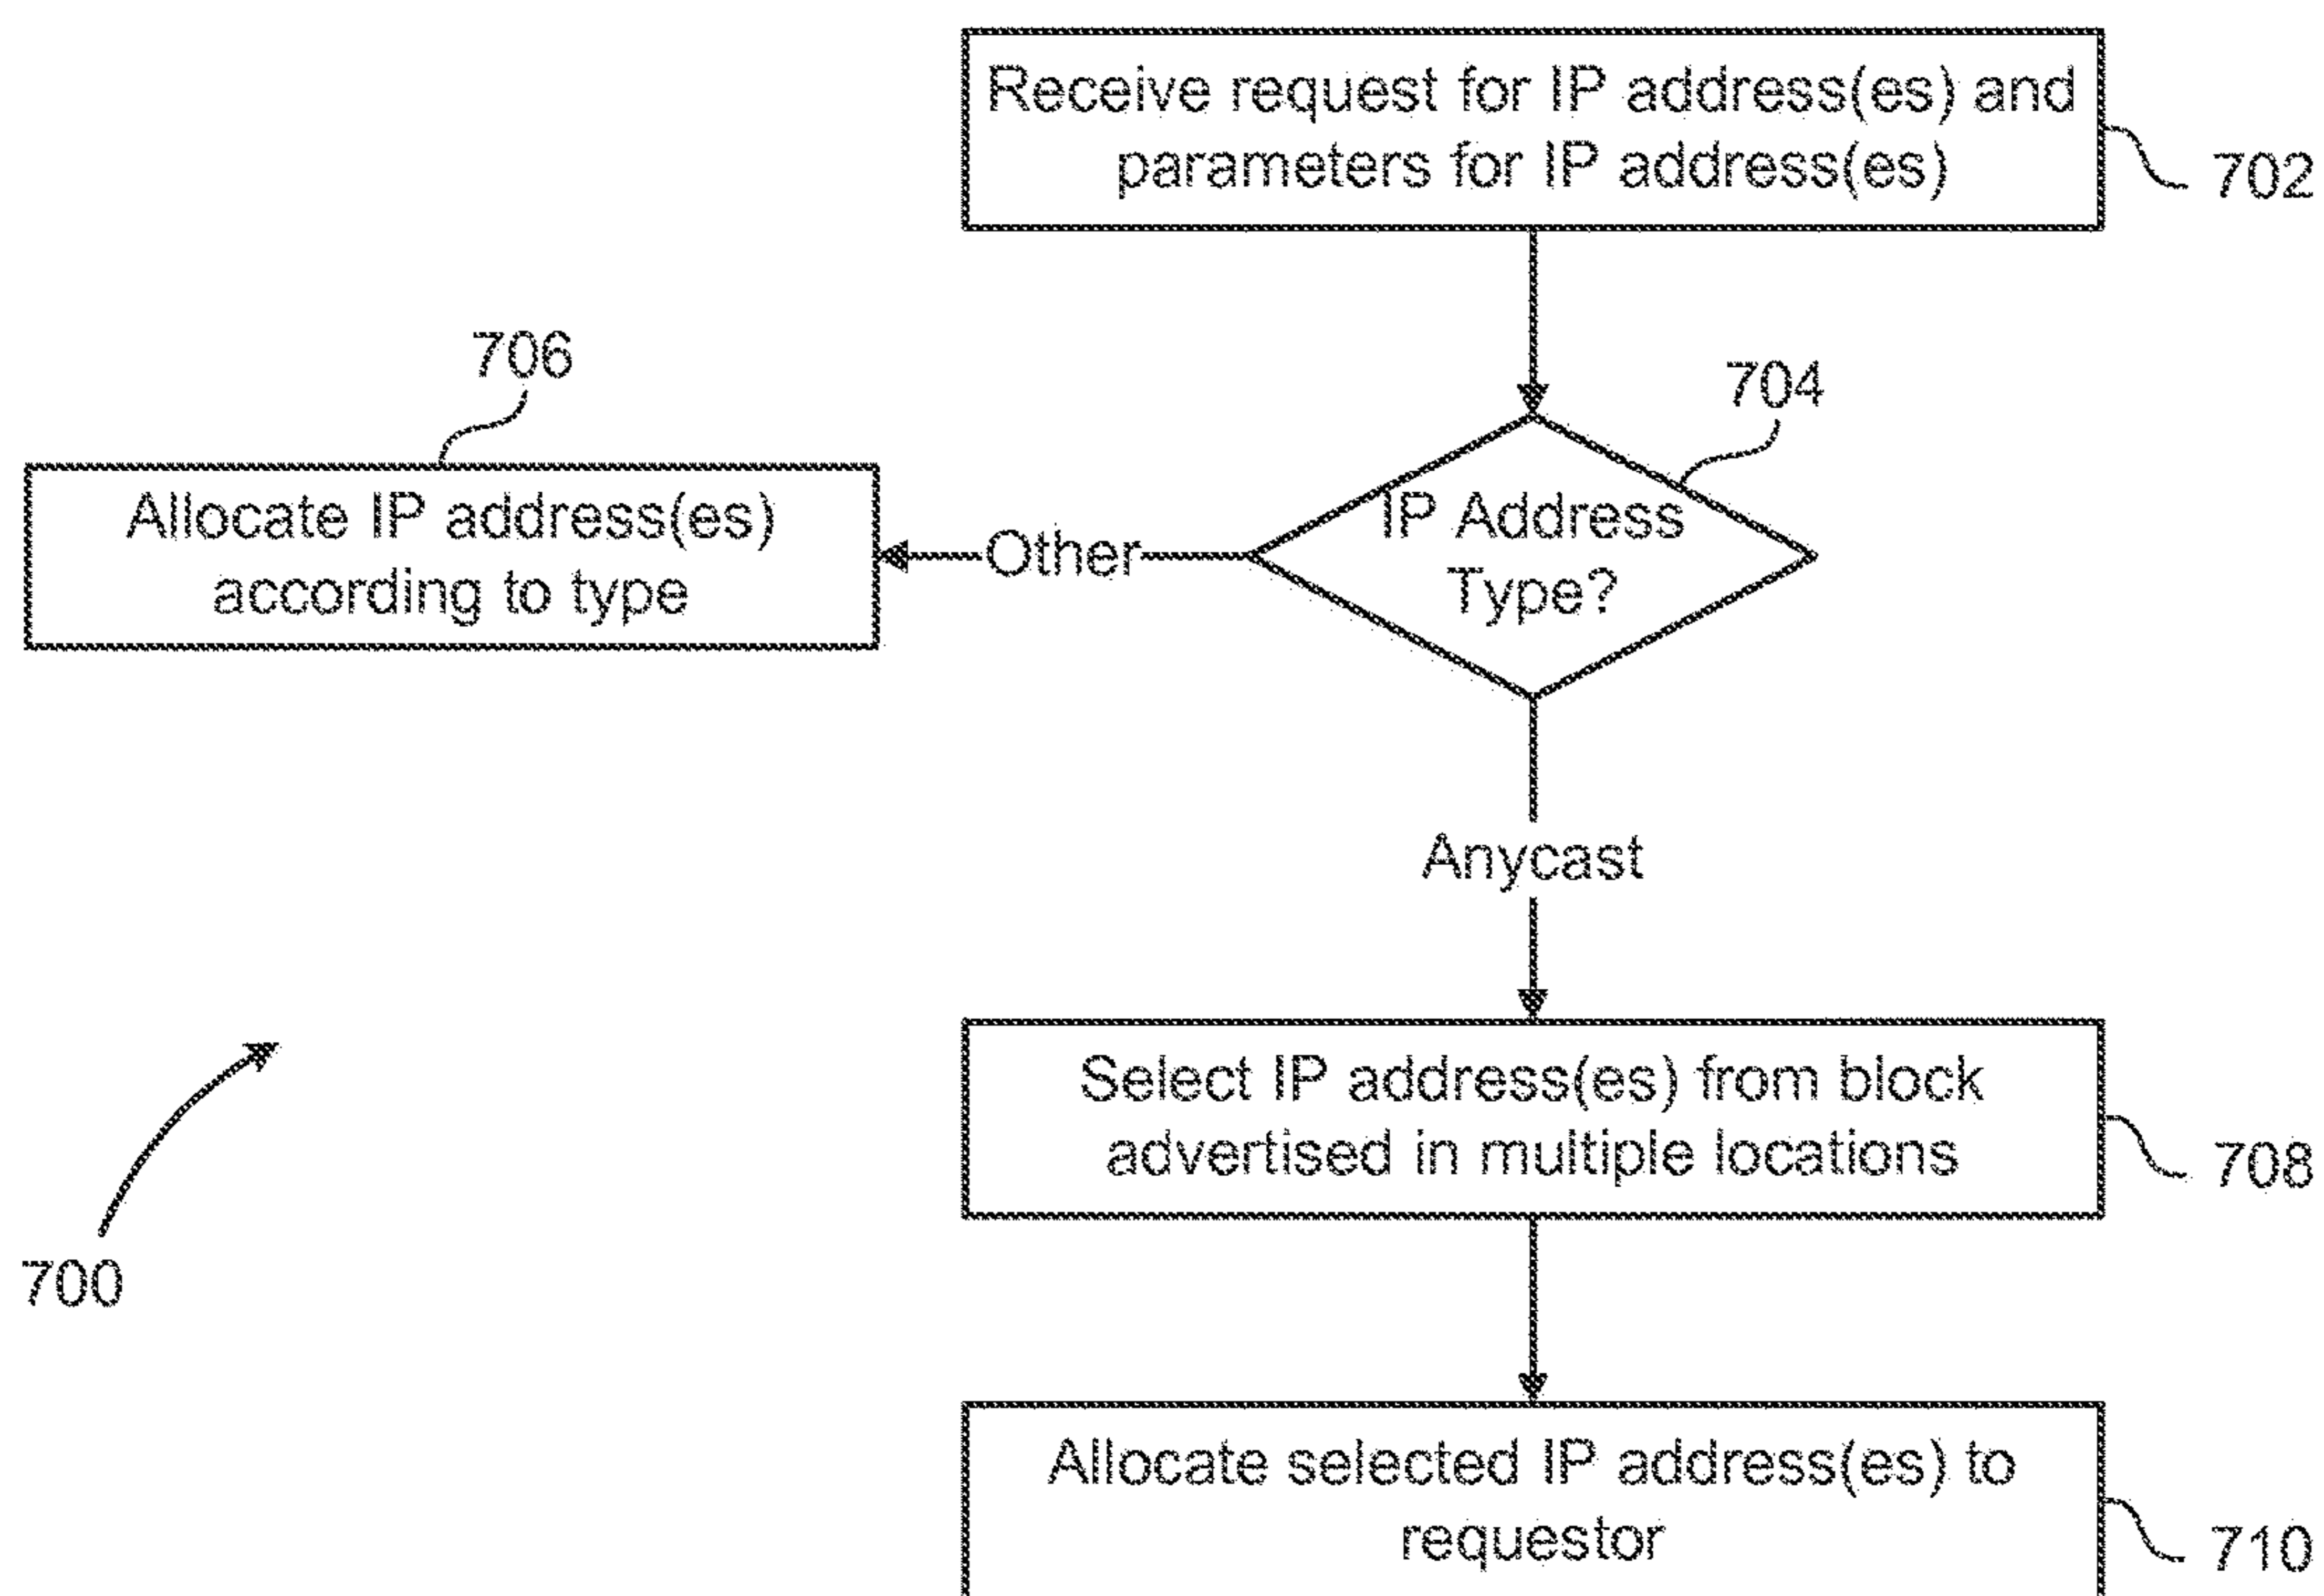 Receive request for IP address(es) and
parameters for IP address(es)
702
706
704
Allocate IP address(es)
according to type
Other
IP Address
Type?
Anycast
Select IP address(es) from block
advertised in multiple locations
708
700
Allocate selected IP address(es) to
requestor
710